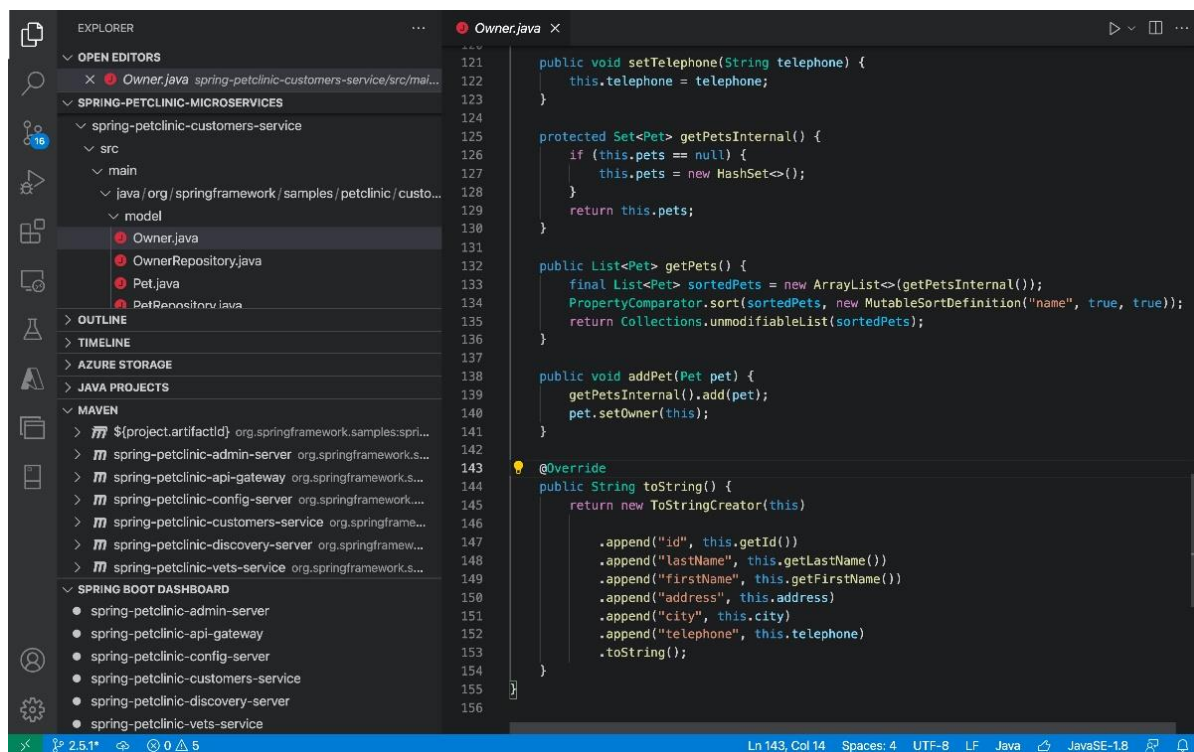 EXPLORER
OPEN EDITORS
Owner.java spring-petclinic-customers-service/src/mai...
SPRING-PETCLINIC-MICROSERVICES
spring-petclinic-customers-service
src
main
java/org/springframework/samples/petclinic/custo...
model
Owner.java
OwnerRepository.java
Pet.java
PetRepository.java
OUTLINE
TIMELINE
AZURE STORAGE
JAVA PROJECTS
MAVEN
${project.artifactId} org.springframework.samples:spri...
spring-petclinic-admin-server org.springframework.s...
spring-petclinic-api-gateway org.springframework.s...
spring-petclinic-config-server org.springframework....
spring-petclinic-customers-service org.springframe...
spring-petclinic-discovery-server org.springframew...
spring-petclinic-vets-service org.springframework.s...
SPRING BOOT DASHBOARD
spring-petclinic-admin-server
spring-petclinic-api-gateway
spring-petclinic-config-server
spring-petclinic-customers-service
spring-petclinic-discovery-server
spring-petclinic-vets-service
16
Owner.java
120
121 public void setTelephone(String telephone) {
122 this.telephone = telephone;
123 }
124
125 protected Set<Pet> getPetsInternal() {
126 if (this.pets == null) {
127 this.pets = new HashSet<>();
128 }
129 return this.pets;
130 }
131
132 public List<Pet> getPets() {
133 final List<Pet> sortedPets = new ArrayList<>(getPetsInternal());
134 PropertyComparator.sort(sortedPets, new MutableSortDefinition("name", true, true));
135 return Collections.unmodifiableList(sortedPets);
136 }
137
138 public void addPet(Pet pet) {
139 getPetsInternal().add(pet);
140 pet.setOwner(this);
141 }
142
143 @Override
144 public String toString() {
145 return new ToStringCreator(this)
146
147 .append("id", this.getId())
148 .append("lastName", this.getLastName())
149 .append("firstName", this.getFirstName())
150 .append("address", this.address)
151 .append("city", this.city)
152 .append("telephone", this.telephone)
153 .toString();
154 }
155 }
156
2.5.1* 0 5 Ln 143, Col 14 Spaces: 4 UTF-8 LF Java JavaSE-1.8